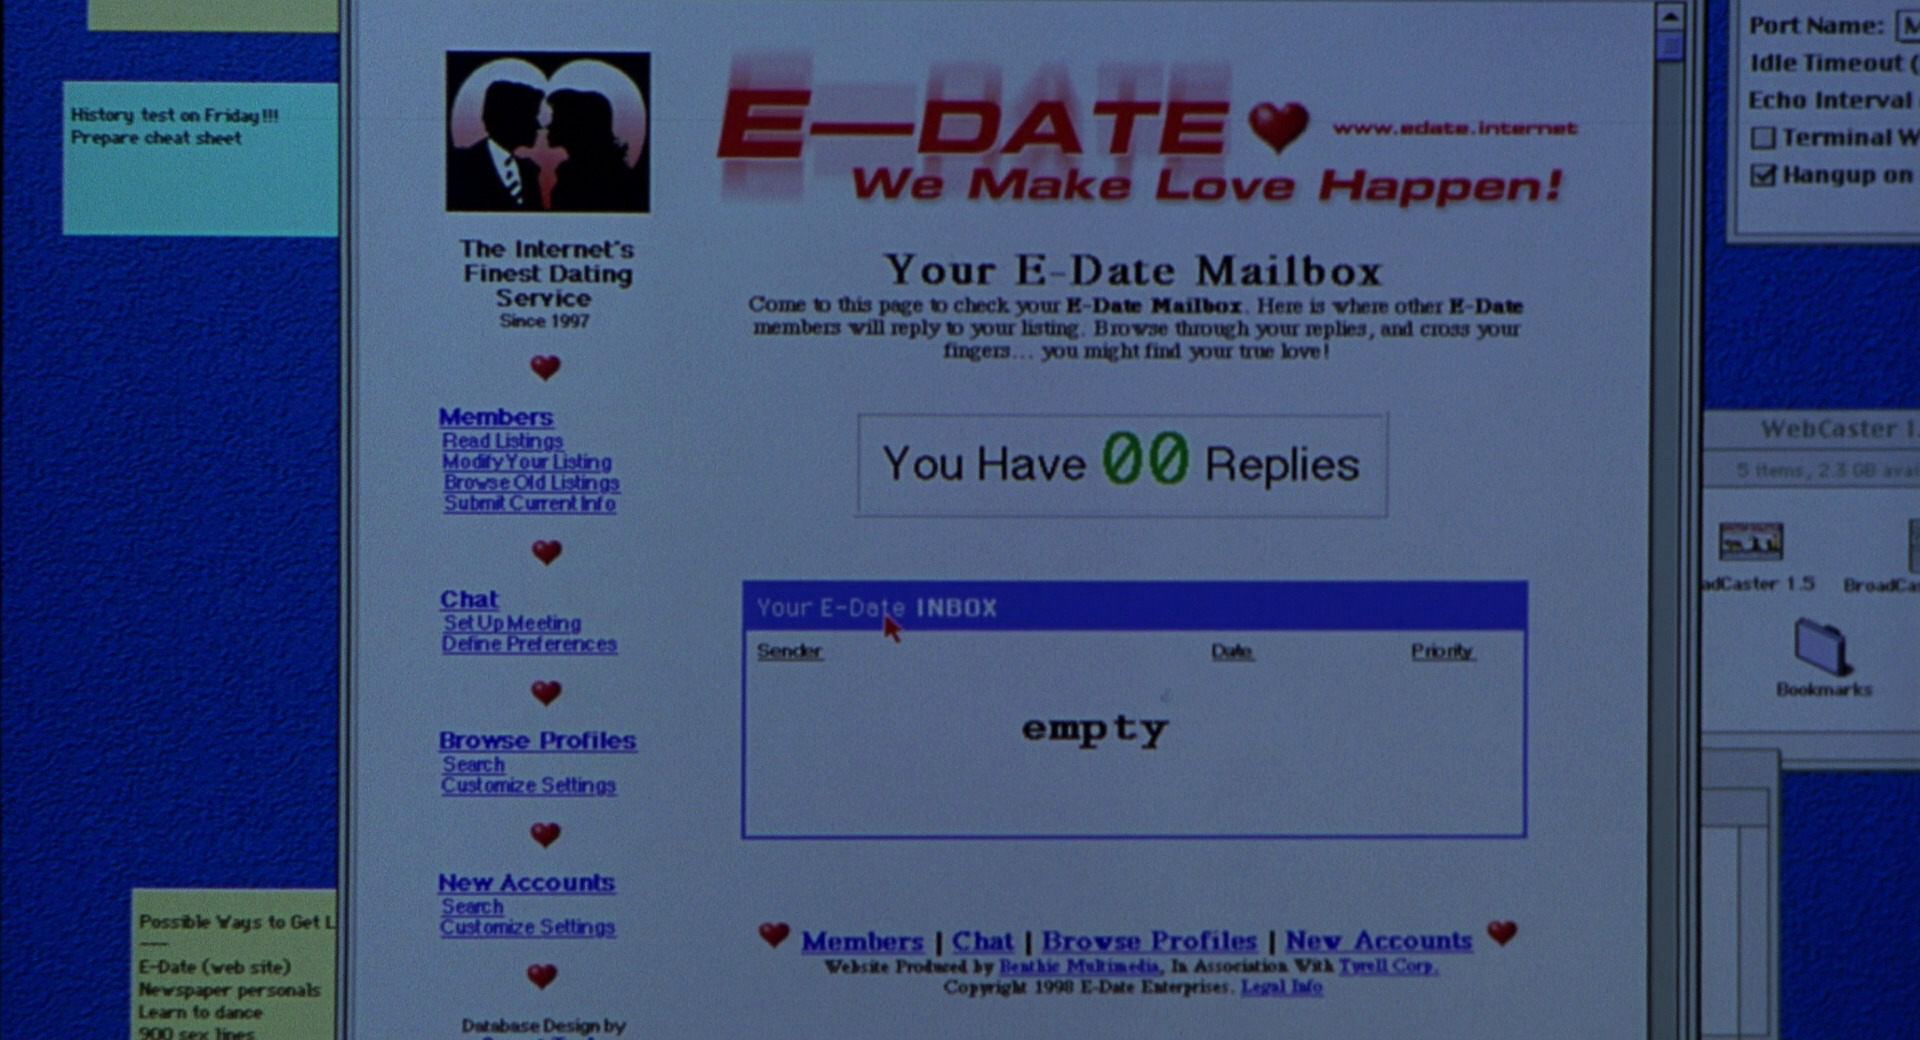 History test on Friday!!!
Prepare cheat sheet
Possible Ways to Get
E-Date (web site)
Newspaper personals
Learn to dance
900 sex lines
The Internet's
Finest Dating
Service
Since 1997
Members
Read Listings
Modify Your Listing
Browse Old Listings
Submit Current Info
Chat
Set Up Meeting
Define Preferences
Browse Profiles
Search
Customize Settings
New Accounts
Search
Customize Settings
Database Design by
E-DATE www.edate.internet
We Make Love Happen!
Your E-Date Mailbox
Come to this page to check your E-Date Mailbox. Here is where other E-Date
members will reply to your listing. Browse through your replies, and cross your
fingers... you might find your true love!
You Have 00 Replies
Your E-Date INBOX
Sender Date Priority
empty
Members | Chat | Browse Profiles | New Accounts
Website Produced by Benthic Multimedia, In Association With Tyrell Corp.
Copyright 1998 E-Date Enterprises. Legal Info
Port Name:
Idle Timeout (
Echo Interval
Terminal
Hangup on
WebCaster 1.
5 items, 2.3 GB
adCaster 1.5
Bookmarks